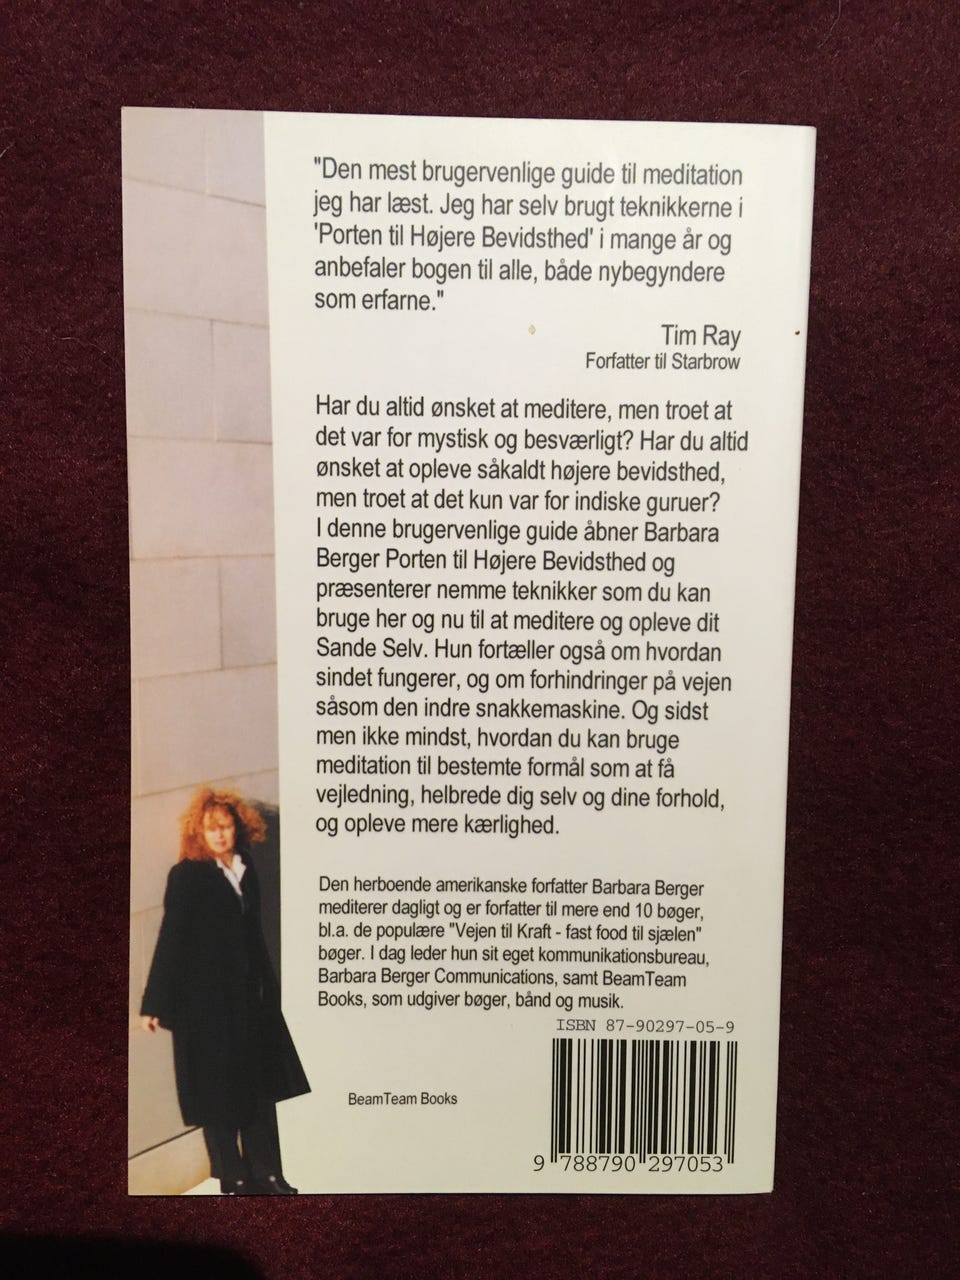 "Den mest brugervenlige guide til meditation
jeg har læst. Jeg har selv brugt teknikkerne i
'Porten til Højere Bevidsthed' i mange år og
anbefaler bogen til alle, både nybegyndere
som erfarne."
Tim Ray
Forfatter til Starbrow
Har du altid ønsket at meditere, men troet at
det var for mystisk og besværligt? Har du altid
ønsket at opleve såkaldt højere bevidsthed,
men troet at det kun var for indiske guruer?
I denne brugervenlige guide åbner Barbara
Berger Porten til Højere Bevidsthed og
præsenterer nemme teknikker som du kan
bruge her og nu til at meditere og opleve dit
Sande Selv. Hun fortæller også om hvordan
sindet fungerer, og om forhindringer på vejen
såsom den indre snakkemaskine. Og sidst
men ikke mindst, hvordan du kan bruge
meditation til bestemte formål som at få
vejledning, helbrede dig selv og dine forhold,
og opleve mere kærlighed.
Den herboende amerikanske forfatter Barbara Berger
mediterer dagligt og er forfatter til mere end 10 bøger,
bl.a. de populære "Vejen til Kraft - fast food til sjælen"
bøger. I dag leder hun sit eget kommunikationsbureau,
Barbara Berger Communications, samt BeamTeam
Books, som udgiver bøger, bånd og musik.
ISBN 87-90297-05-9
BeamTeam Books
9 788790 297053